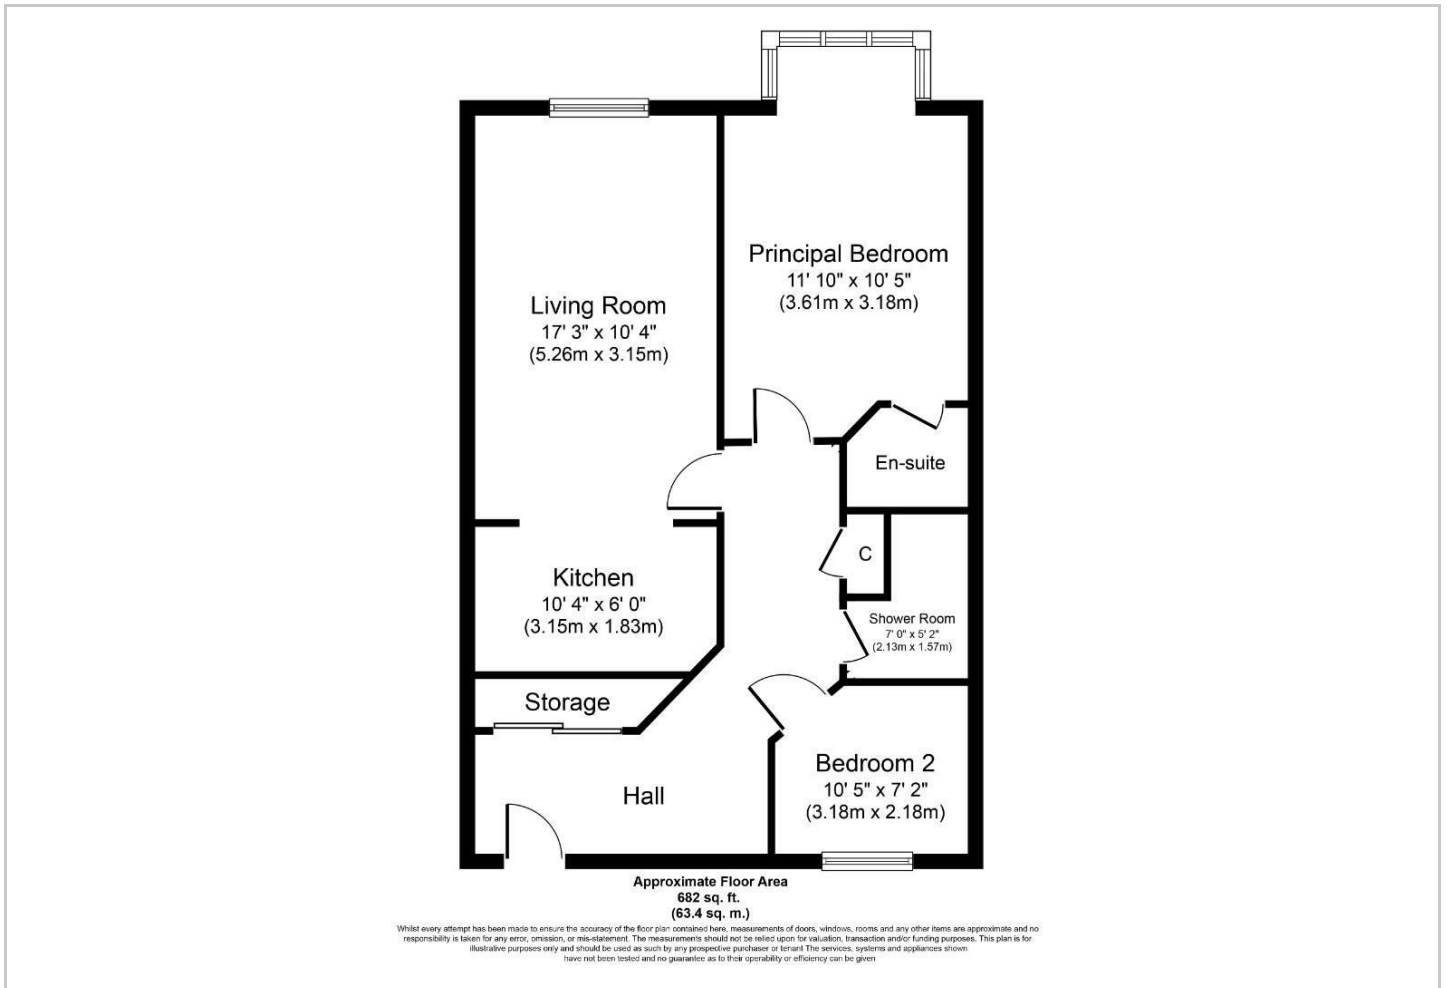 Principal Bedroom
11' 10" x 10' 5"
(3.61m x 3.18m)
Living Room
17' 3" x 10' 4"
(5.26m x 3.15m)
En-suite
C
Kitchen
10' 4" x 6' 0"
(3.15m x 1.83m)
Shower Room
7' 0" x 5' 2"
(2.13m x 1.57m)
Storage
Bedroom 2
10' 5" x 7' 2"
(3.18m x 2.18m)
Hall
Approximate Floor Area
682 sq. ft.
(63.4 sq. m.)
Whilst every attempt has been made to ensure the accuracy of the floor plan contained here, measurements of doors, windows, rooms and any other items are approximate and no
responsibility is taken for any error, omission, or mis-statement. The measurements should not be relied upon for valuation, transaction and/or funding purposes. This plan is for
illustrative purposes only and should be used as such by any prospective purchaser or tenant The services, systems and appliances shown
have not been tested and no guarantee as to their operability or efficiency can be given